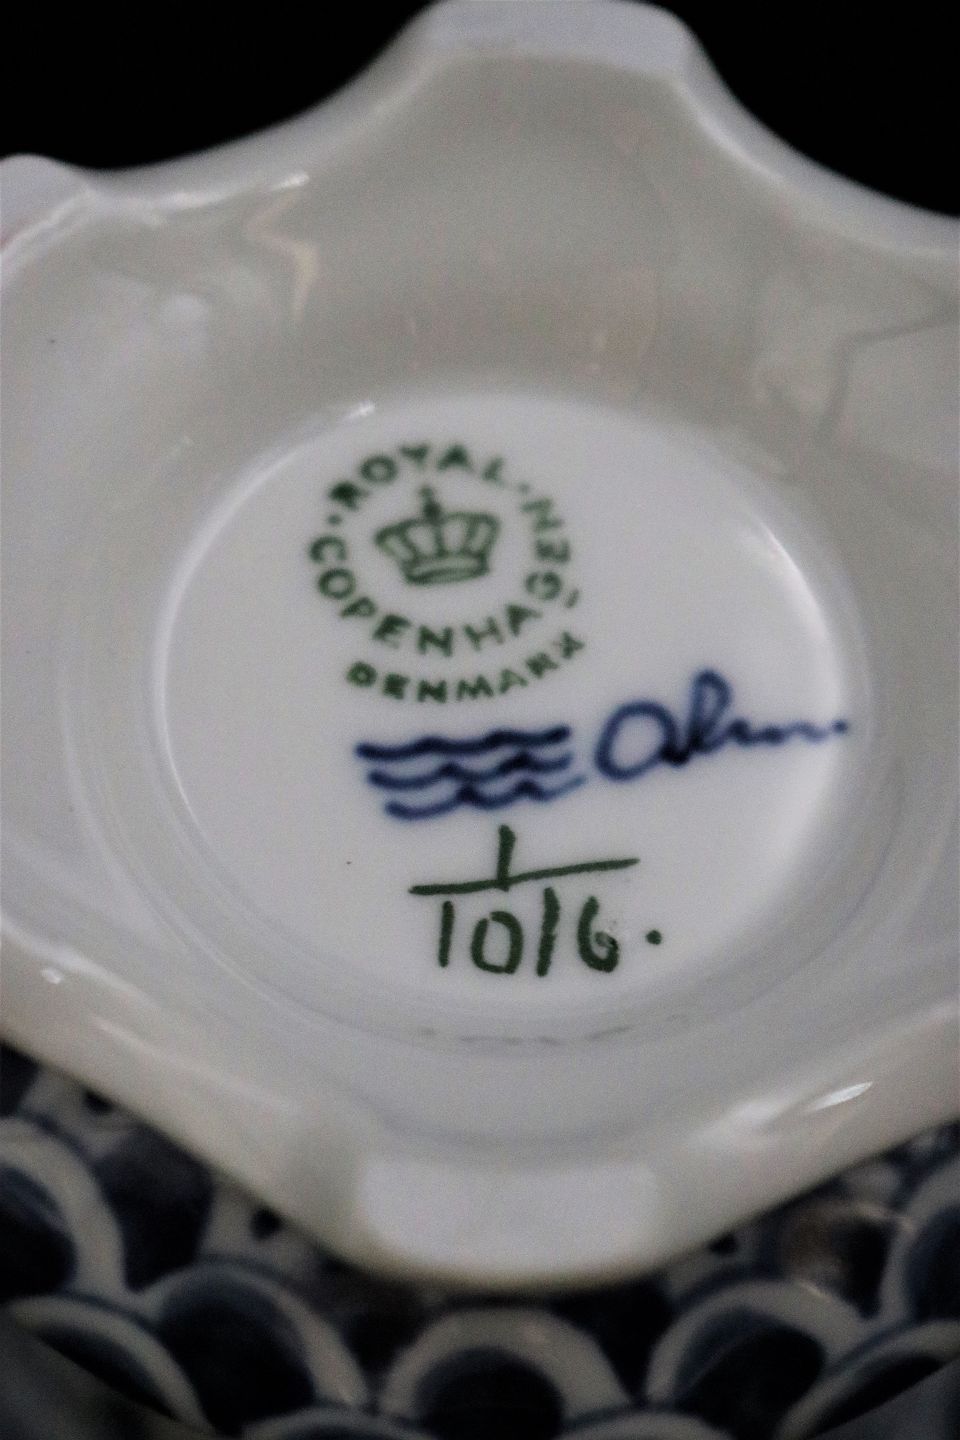 ROYAL
COPENHAGEN
DENMARK
1
1016.